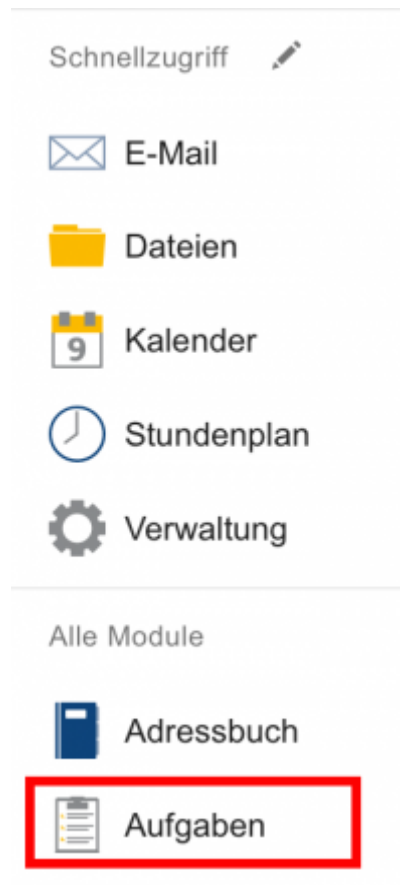 Schnellzugriff
E-Mail
Dateien
9
Kalender
Stundenplan
Verwaltung
Alle Module
Adressbuch
Aufgaben